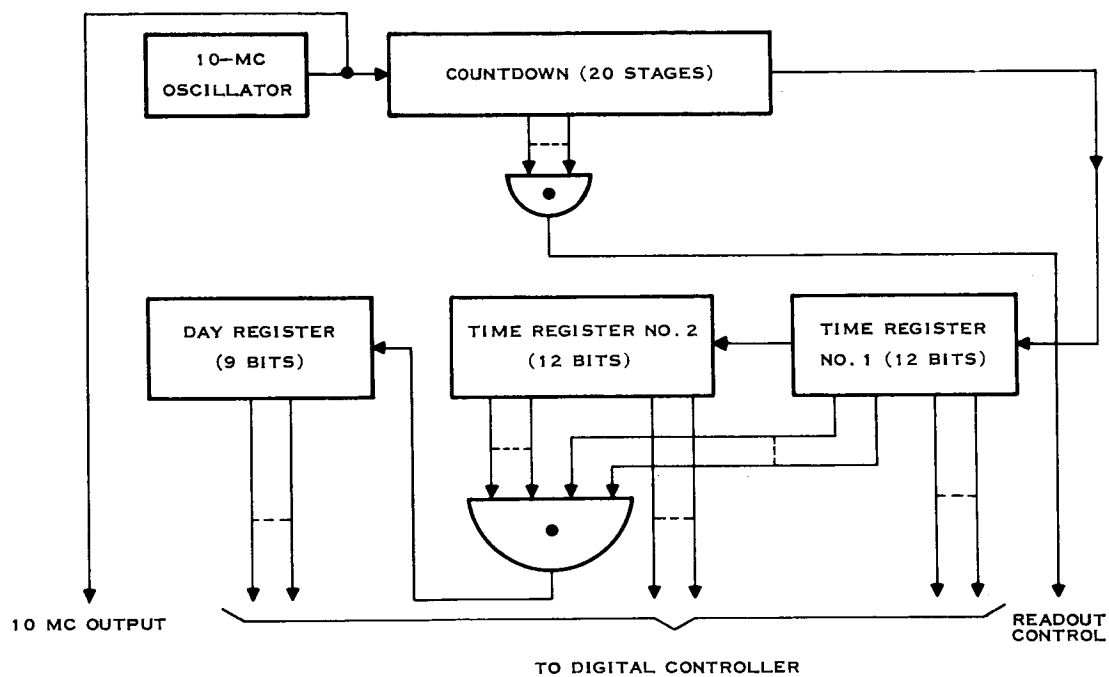 10-MC
OSCILLATOR
COUNTDOWN (20 STAGES)
DAY REGISTER
(9 BITS)
TIME REGISTER NO. 2
(12 BITS)
TIME REGISTER
NO. 1 (12 BITS)
10 MC OUTPUT
READOUT
CONTROL
TO DIGITAL CONTROLLER